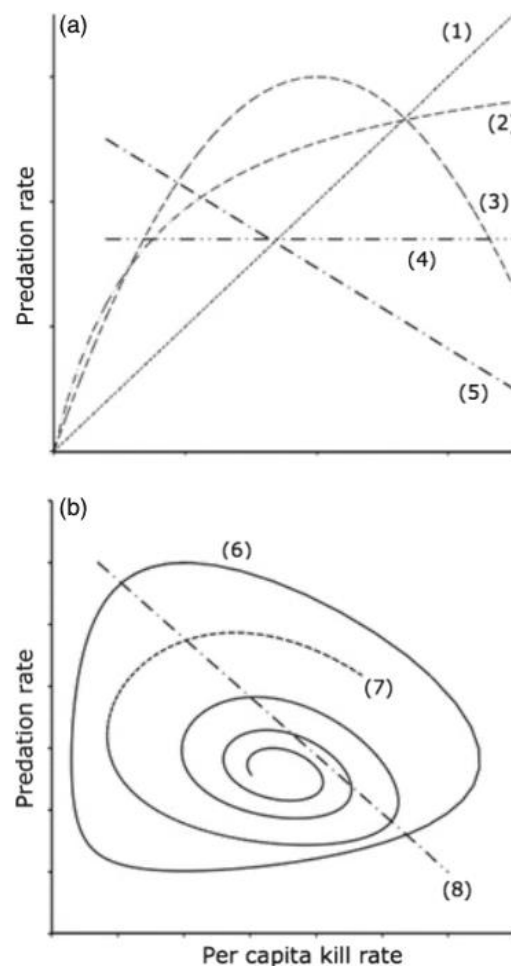 (a)
(1)
(2)
(3)
(4)
(5)
Predation rate
(b)
(6)
(7)
(8)
Predation rate
Per capita kill rate